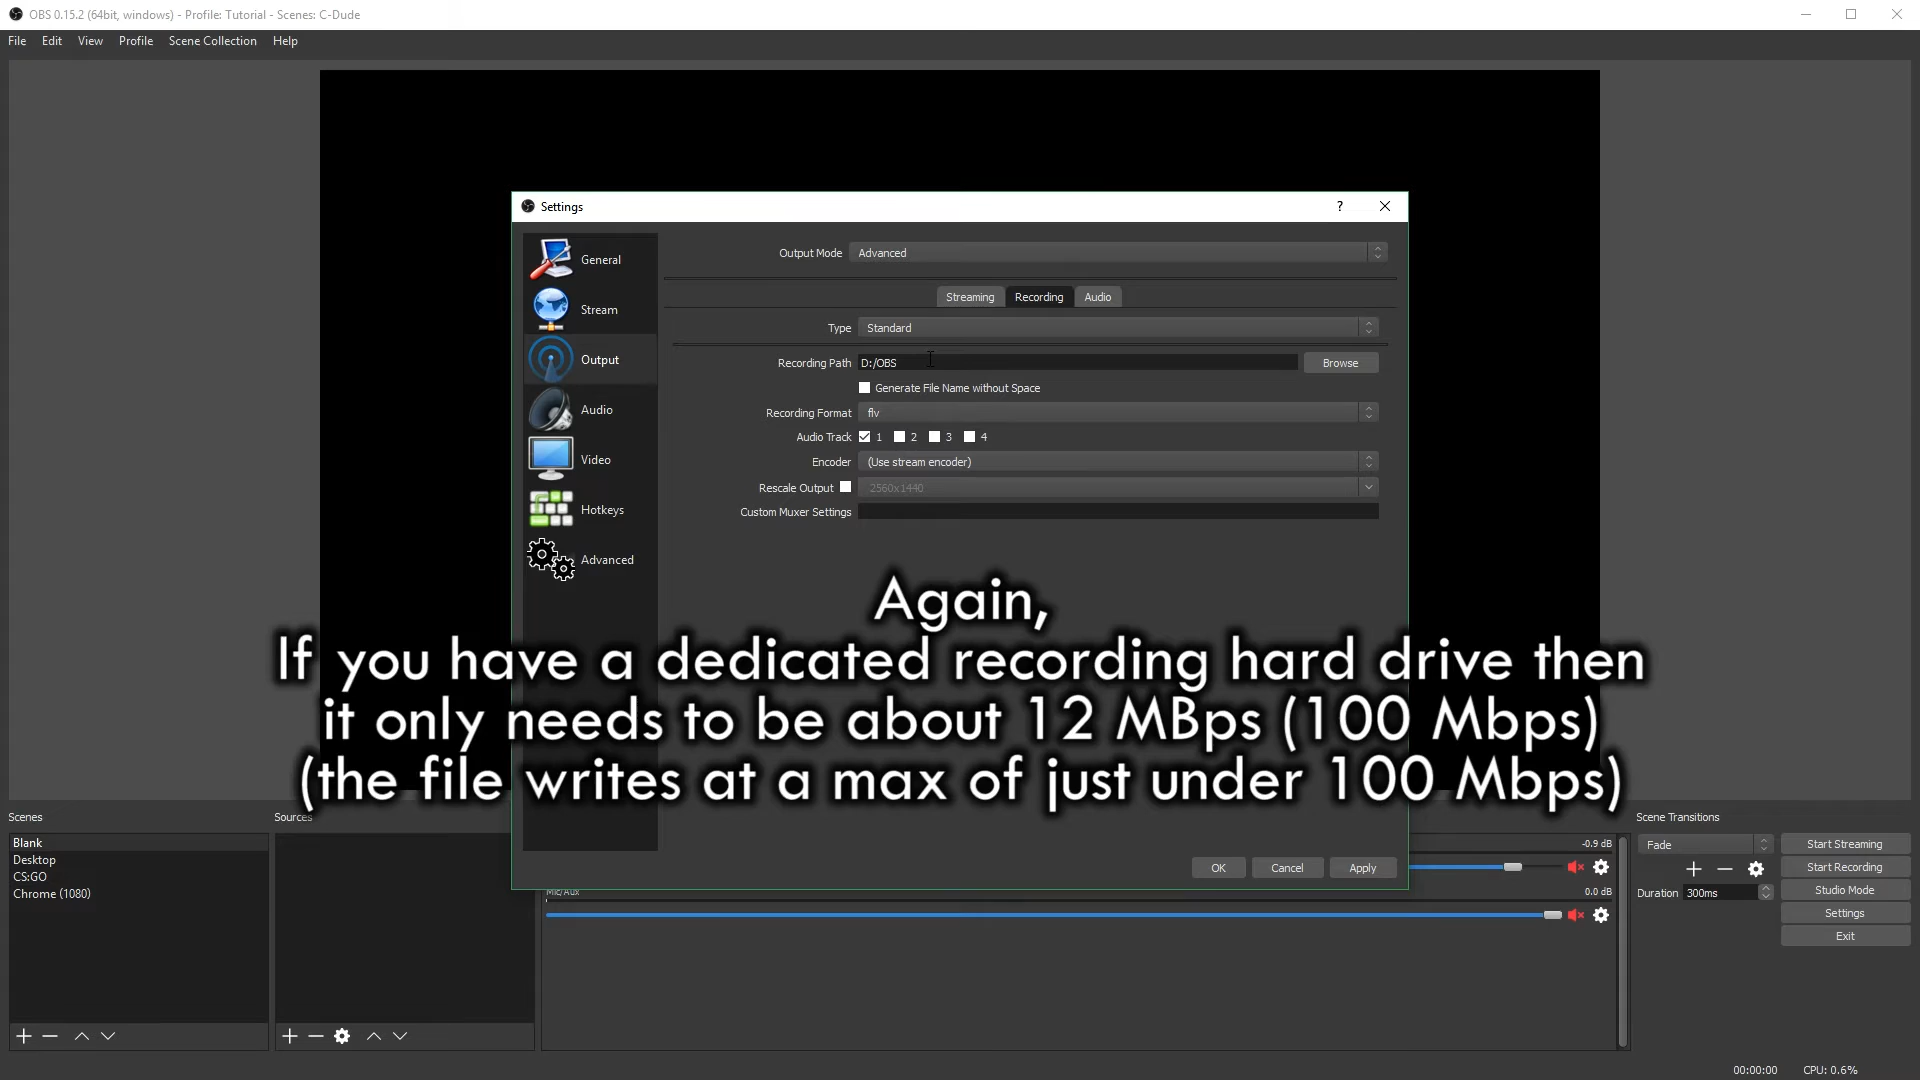 OBS 0.15.2 (64bit, windows) - Profile: Tutorial - Scenes: C-Dude
File Edit View Profile Scene Collection Help
Settings
?
General
Stream
Output
Audio
Video
Hotkeys
Advanced
Output Mode Advanced
Streaming Recording Audio
Type Standard
Recording Path D:/OBS Browse
Generate File Name without Space
Recording Format flv
Audio Track 1 2 3 4
Encoder (Use stream encoder)
Rescale Output 2560x1440
Custom Muxer Settings
Again,
If you have a dedicated recording hard drive then
it only needs to be about 12 MBps (100 Mbps)
(the file writes at a max of just under 100 Mbps)
OK Cancel Apply
Scenes
Blank
Desktop
CS:GO
Chrome (1080)
Sources
-0.9 dB
Mic/Aux 0.0 dB
Scene Transitions
Fade
Duration 300ms
Start Streaming
Start Recording
Studio Mode
Settings
Exit
00:00:00 CPU: 0.6%